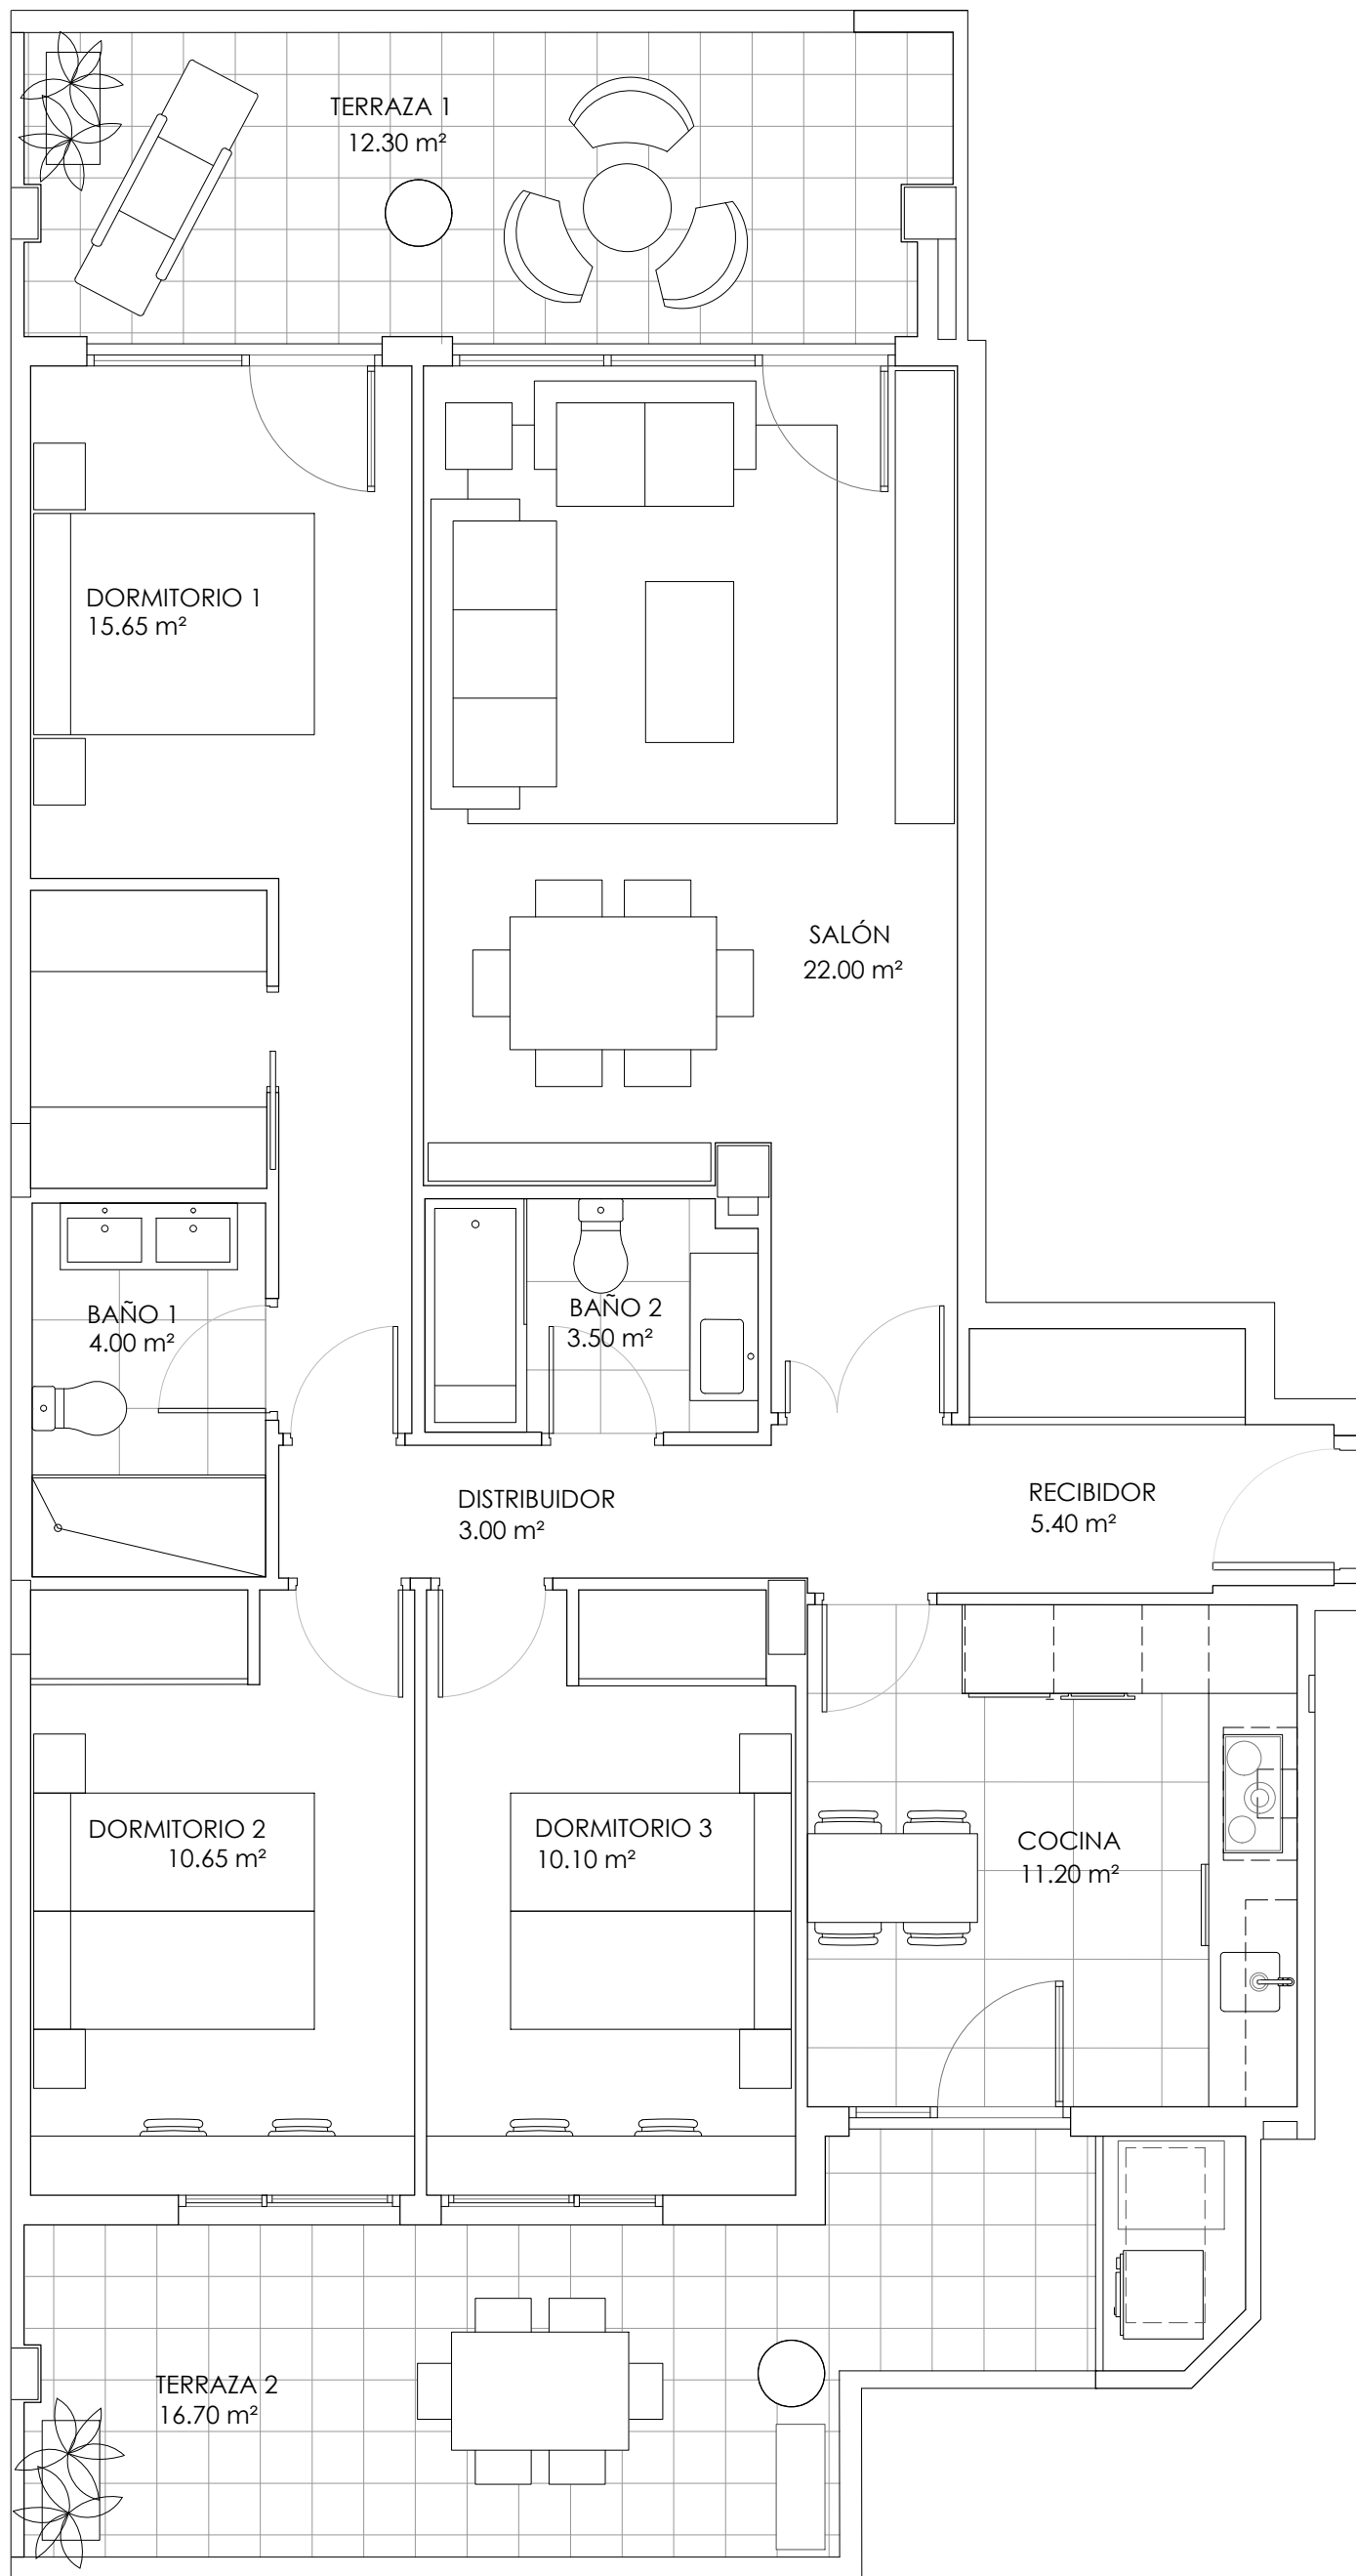 TERRAZA 1
12.30 m²
DORMITORIO 1
15.65 m²
SALÓN
22.00 m²
BAÑO 1
4.00 m²
BAÑO 2
3.50 m²
DISTRIBUIDOR
3.00 m²
RECIBIDOR
5.40 m²
DORMITORIO 2
10.65 m²
DORMITORIO 3
10.10 m²
COCINA
11.20 m²
TERRAZA 2
16.70 m²